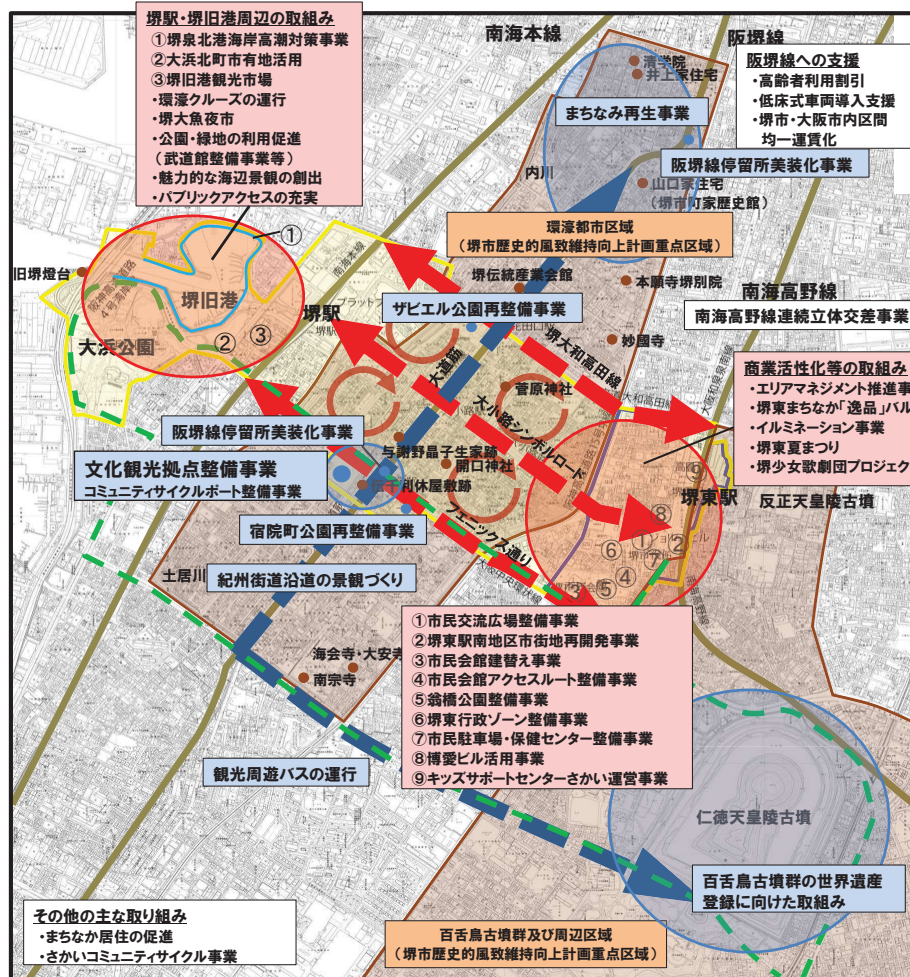 堺駅・堺旧港周辺の取組み
①堺泉北港海岸高潮対策事業
②大浜北町市有地活用
③堺旧港観光市場
・環濠クルーズの運行
・堺大魚夜市
・公園・緑地の利用促進
（武道館整備事業等）
・魅力的な海辺景観の創出
・パブリックアクセスの充実
南海本線
阪堺線
阪堺線への支援
・高齢者利用割引
・低床式車両導入支援
・堺市・大阪市内区間
均一運賃化
清学院
井上家住宅
まちなみ再生事業
阪堺線停留所美装化事業
内川
山口家住宅
（堺市町家歴史館）
環濠都市区域
（堺市歴史的風致維持向上計画重点区域）
①
旧堺燈台
堺旧港
②
③
大浜公園
南海本線
堺駅
堺伝統産業会館
本願寺堺別院
南海高野線
南海高野線連続立体交差事業
ザビエル公園再整備事業
妙國寺
堺大和高田線
大道筋
菅原神社
大小路シンボルロード
商業活性化等の取組み
・エリアマネジメント推進事
・堺東まちなか「逸品」バル
・イルミネーション事業
・堺東夏まつり
・堺少女歌劇団プロジェク
阪堺線停留所美装化事業
与謝野晶子生家跡
開口神社
文化観光拠点整備事業
コミュニティサイクルポート整備事業
千利休屋敷跡
宿院町公園再整備事業
フェニックス通り
堺東駅
反正天皇陵古墳
⑨
⑧
①
②
⑥
⑦
④
③
⑤
土居川
紀州街道沿道の景観づくり
大阪中央環状線
①市民交流広場整備事業
②堺東駅南地区市街地再開発事業
③市民会館建替え事業
④市民会館アクセスルート整備事業
⑤翁橋公園整備事業
⑥堺東行政ゾーン整備事業
⑦市民駐車場・保健センター整備事業
⑧博愛ビル活用事業
⑨キッズサポートセンターさかい運営事業
海会寺・大安寺
南宗寺
観光周遊バスの運行
仁徳天皇陵古墳
百舌鳥古墳群の世界遺産
登録に向けた取組み
その他の主な取り組み
・まちなか居住の促進
・さかいコミュニティサイクル事業
百舌鳥古墳群及び周辺区域
（堺市歴史的風致維持向上計画重点区域）